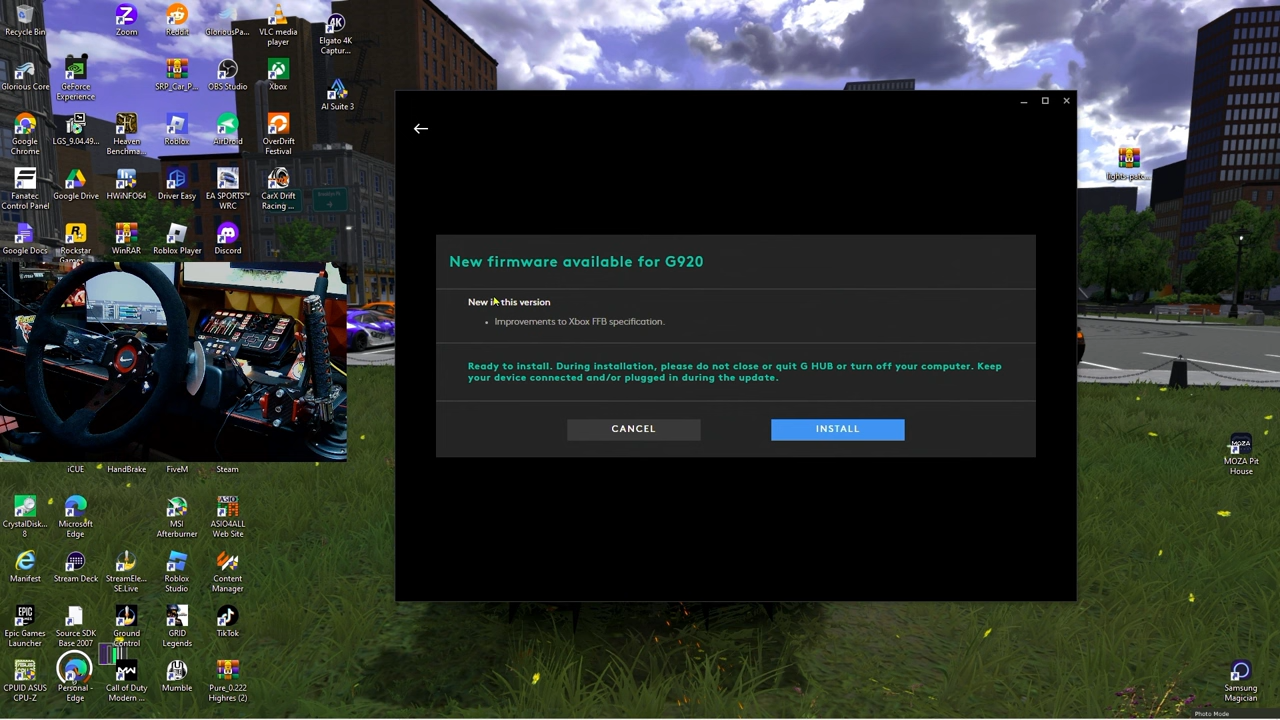 Recycle Bin
Zoom
Reddit
GloriousPa...
VLC media
player
Elgato 4K
Captur...
Glorious Core
GeForce
Experience
SRP_Car_P...
OBS Studio
Xbox
AI Suite 3
Google
Chrome
LGS_9.04.49...
Heaven
Benchma...
Roblox
AirDroid
OverDrift
Festival
Fanatec
Control Panel
Google Drive
HWiNFO64
Driver Easy
EA SPORTS™
WRC
CarX Drift
Racing ...
Google Docs
Rockstar
Games
WinRAR
Roblox Player
Discord
New firmware available for G920
New in this version
• Improvements to Xbox FFB specification.
Ready to install. During installation, please do not close or quit G HUB or turn off your computer. Keep
your device connected and/or plugged in during the update.
CANCEL
INSTALL
MOZA
MOZA Pit
House
iCUE
HandBrake
FiveM
Steam
CrystalDisk...
8
Microsoft
Edge
MSI
Afterburner
ASIO4ALL
Web Site
Manifest
Stream Deck
StreamEle...
SE.Live
Roblox
Studio
Content
Manager
Epic Games
Launcher
Source SDK
Base 2007
Ground
Control
GRID
Legends
TikTok
CPUID ASUS
CPU-Z
Personal -
Edge
Call of Duty
Modern ...
Mumble
Pure_0.222
Highres (2)
Samsung
Magician
Photo Mode